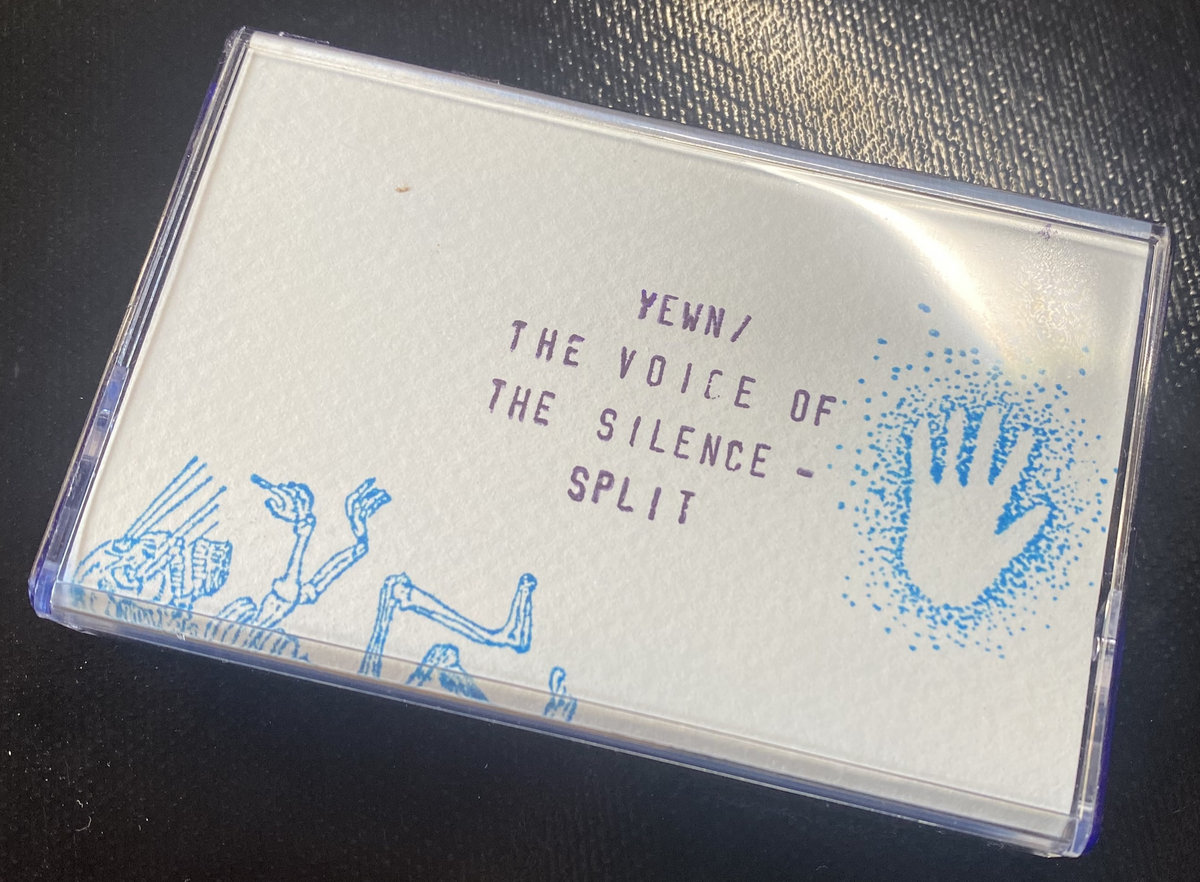 YEWN/
THE VOICE OF
THE SILENCE -
SPLIT